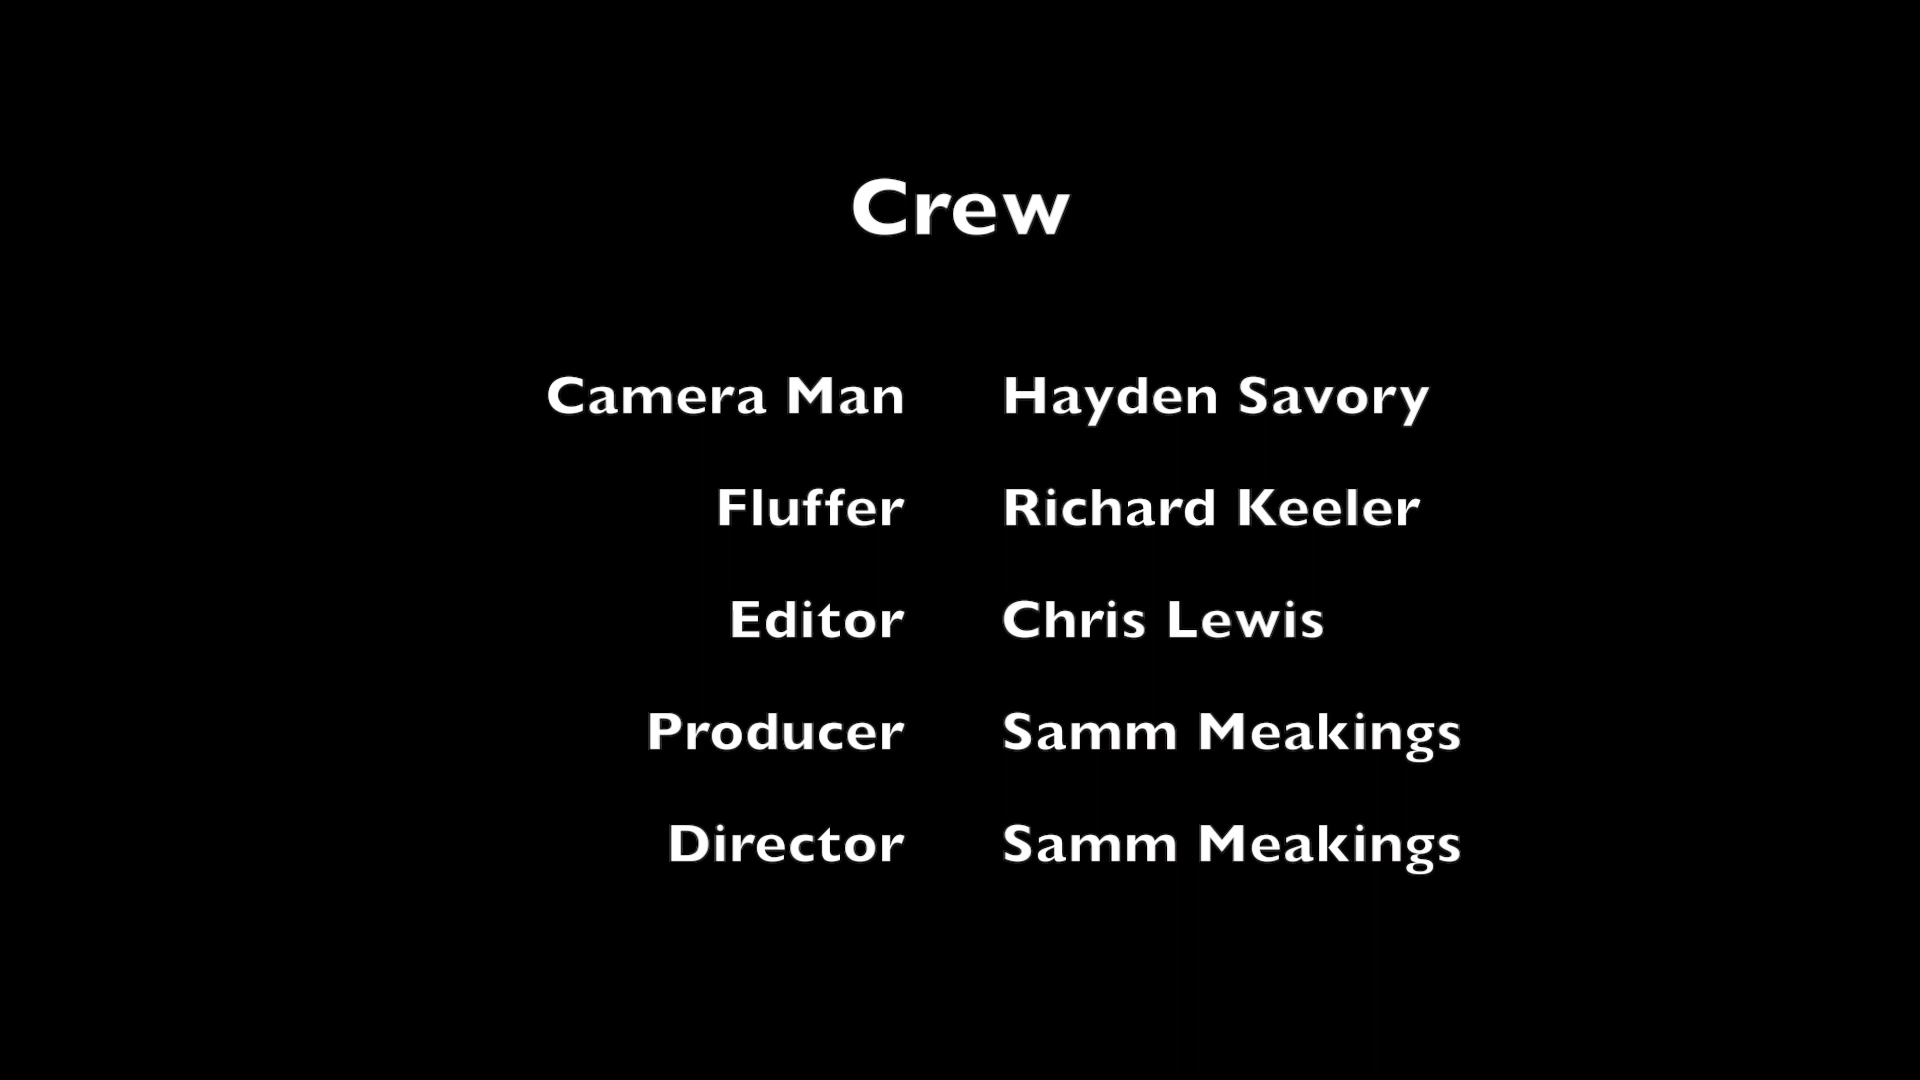 Crew
Camera Man Hayden Savory
Fluffer Richard Keeler
Editor Chris Lewis
Producer Samm Meakings
Director Samm Meakings